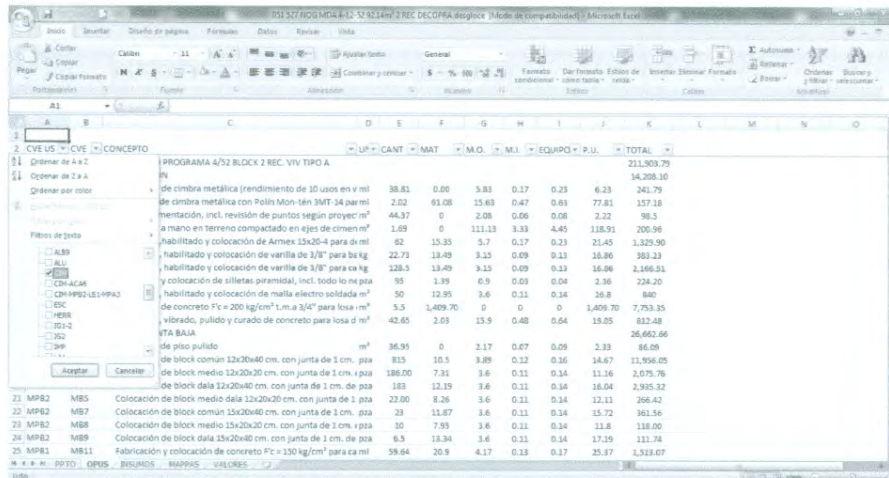 051 527 NOG MDA 4-12-52 92.14m² 2 REC DECOPRA desgloce [Modo de compatibilidad] - Microsoft Excel
Inicio Insertar Diseño de página Fórmulas Datos Revisar Vista
Cortar
Copiar
Copiar formato
Pegar
Calibri 11
N K S
Ajustar texto
Combinar y centrar
General
$ % 000
Formato condicional
Dar formato como tabla
Estilos de celda
Insertar Eliminar Formato
Σ Autosuma
Rellenar
Borrar
Ordenar y filtrar
Buscar y seleccionar
Portapapeles Fuente Alineación Número Estilos Celdas Modificar
A1
A B C D E F G H I J K L M N O
1
2 CVE US CVE CONCEPTO UP CANT MAT M.O. M.I. EQUIPO P.U. TOTAL
Ordenar de A a Z
Ordenar de Z a A
Ordenar por color
Filtros de texto
ALB9
ALU
CIM
CIM-ACA6
CIM-MPB2-LE1-MPA3
ESC
HERR
JG1-2
JG2
IMP
Aceptar Cancelar
PROGRAMA 4/52 BLOCK 2 REC. VIV TIPO A 211,903.79
14,208.10
de cimbra metálica (rendimiento de 10 usos en v ml 38.81 0.00 5.83 0.17 0.23 6.23 241.79
de cimbra metálica con Polín Mon-tén 3MT-14 par ml 2.02 61.08 15.63 0.47 0.63 77.81 157.18
mentación, incl. revisión de puntos según proyec m² 44.37 0 2.08 0.06 0.08 2.22 98.5
a mano en terreno compactado en ejes de cimen m³ 1.69 0 111.13 3.33 4.45 118.91 200.96
, habilitado y colocación de Armex 15x20-4 para d ml 62 15.35 5.7 0.17 0.23 21.45 1,329.90
, habilitado y colocación de varilla de 3/8" para ba kg 22.73 13.49 3.15 0.09 0.13 16.86 383.23
, habilitado y colocación de varilla de 3/8" para ca kg 128.5 13.49 3.15 0.09 0.13 16.86 2,166.51
y colocación de silletas piramidal, incl. todo lo ne pza 95 1.39 0.9 0.03 0.04 2.36 224.20
, habilitado y colocación de malla electro soldada m² 50 12.95 3.6 0.11 0.14 16.8 840
de concreto F'c = 200 kg/cm² t.m.a 3/4" para losa m³ 5.5 1,409.70 0 0 0 1,409.70 7,753.35
, vibrado, pulido y curado de concreto para losa d m² 42.65 2.03 15.9 0.48 0.64 19.05 812.48
NTA BAJA 26,662.66
de piso pulido m² 36.95 0 2.17 0.07 0.09 2.33 86.09
de block común 12x20x40 cm. con junta de 1 cm. pza 815 10.5 3.89 0.12 0.16 14.67 11,956.05
de block medio 12x20x20 cm. con junta de 1 cm. pza 186.00 7.31 3.6 0.11 0.14 11.16 2,075.76
de block dala 12x20x40 cm. con junta de 1 cm. de pza 183 12.19 3.6 0.11 0.14 16.04 2,935.32
21 MPB2 MB5 Colocación de block medio dala 12x20x20 cm. con junta de 1 pza 22.00 8.26 3.6 0.11 0.14 12.11 266.42
22 MPB2 MB7 Colocación de block común 15x20x40 cm. con junta de 1 cm. pza 23 11.87 3.6 0.11 0.14 15.72 361.56
23 MPB2 MB8 Colocación de block medio 15x20x20 cm. con junta de 1 cm. pza 10 7.95 3.6 0.11 0.14 11.8 118.00
24 MPB2 MB9 Colocación de block dala 15x20x40 cm. con junta de 1 cm. de pza 6.5 13.34 3.6 0.11 0.14 17.19 111.74
25 MPB1 MB11 Fabricación y colocación de concreto F'c = 150 kg/cm² para ca ml 59.64 20.9 4.17 0.13 0.17 25.37 1,513.07
PPTO OPUS INSUMOS MAPPAS VALORES
Listo